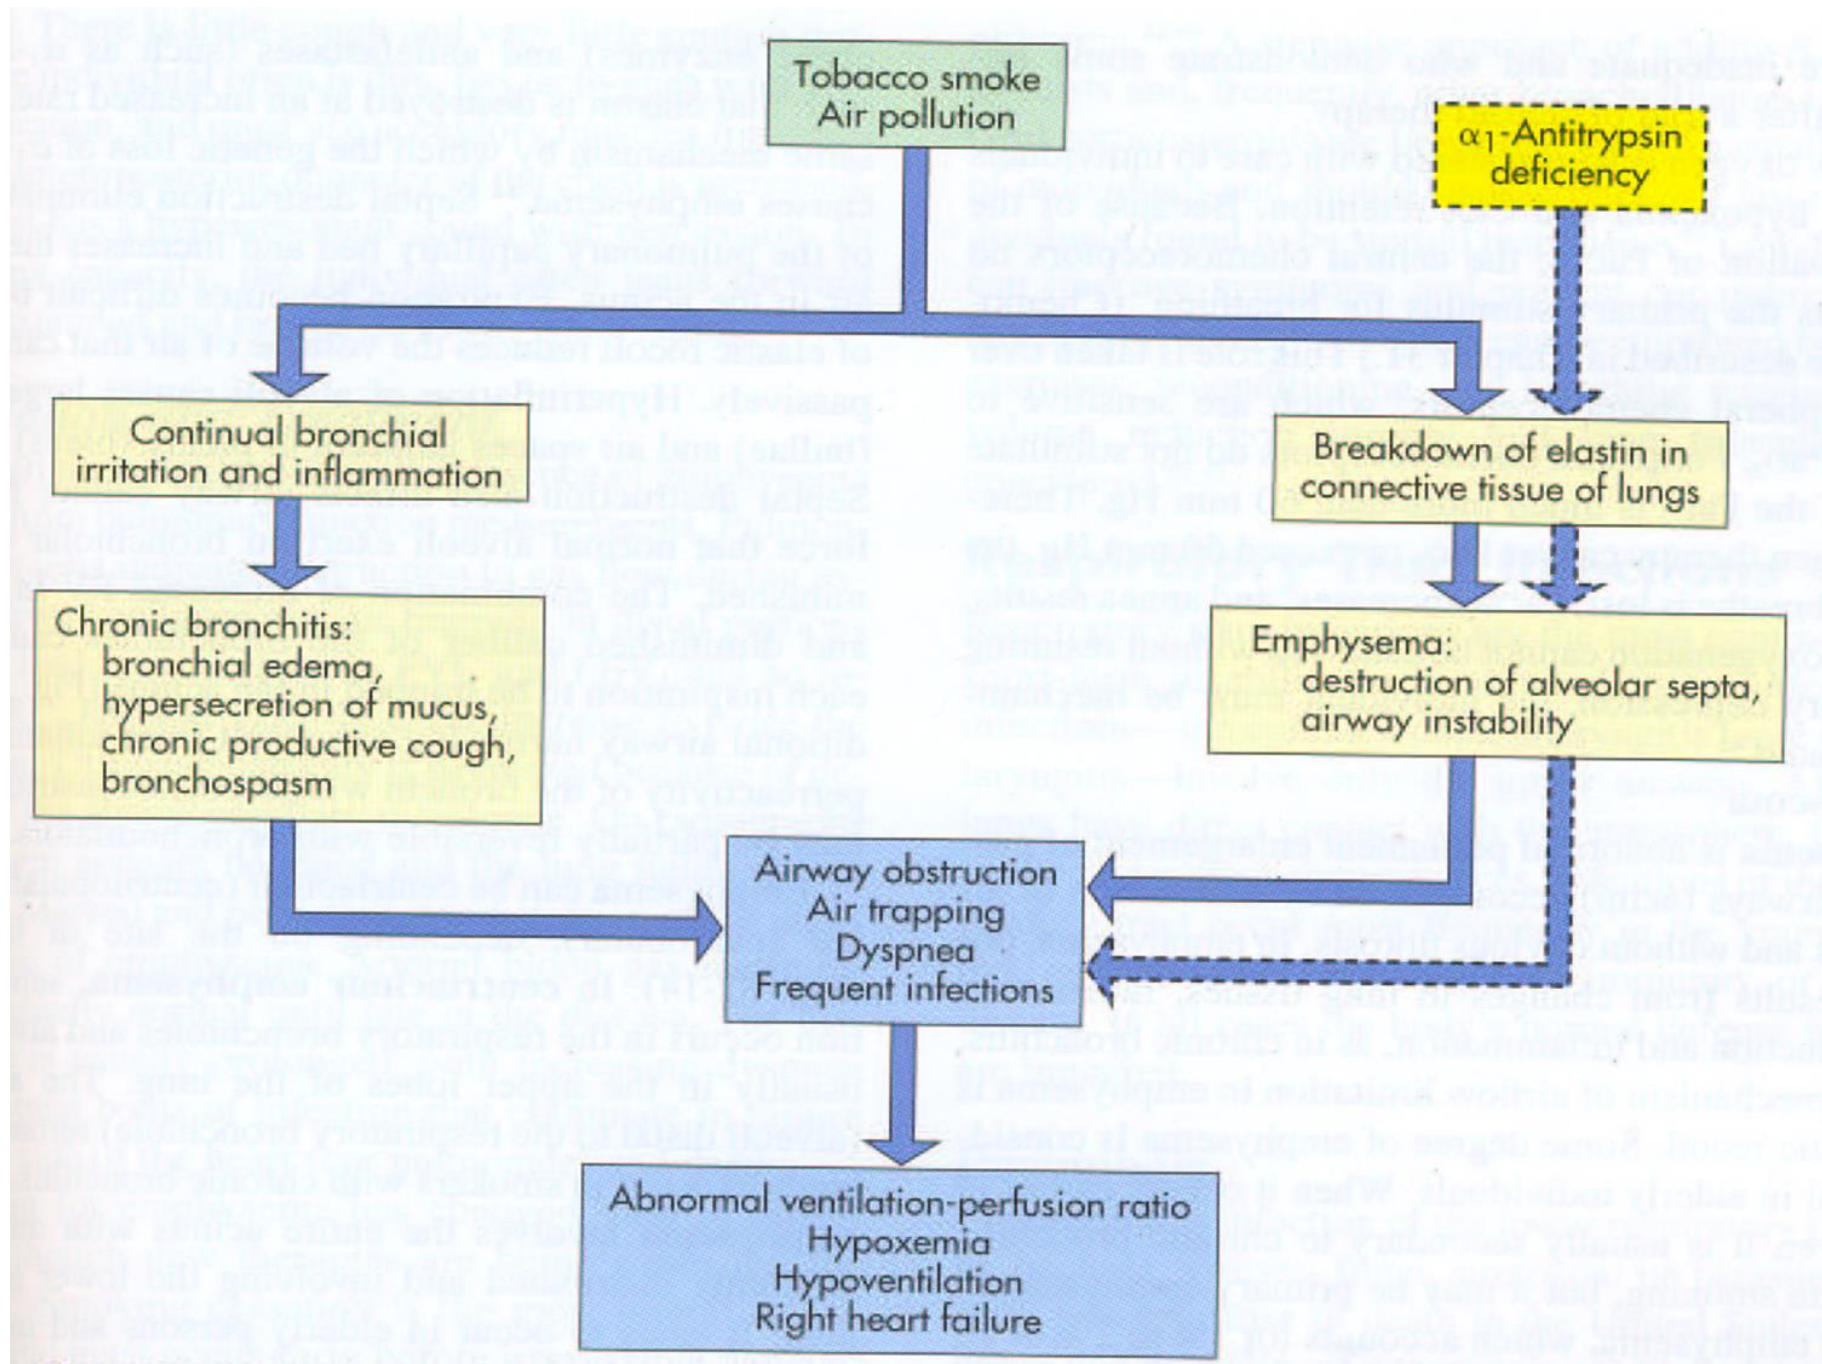 Tobacco smoke
Air pollution
α1-Antitrypsin
deficiency
Continual bronchial
irritation and inflammation
Breakdown of elastin in
connective tissue of lungs
Chronic bronchitis:
bronchial edema,
hypersecretion of mucus,
chronic productive cough,
bronchospasm
Emphysema:
destruction of alveolar septa,
airway instability
Airway obstruction
Air trapping
Dyspnea
Frequent infections
Abnormal ventilation-perfusion ratio
Hypoxemia
Hypoventilation
Right heart failure